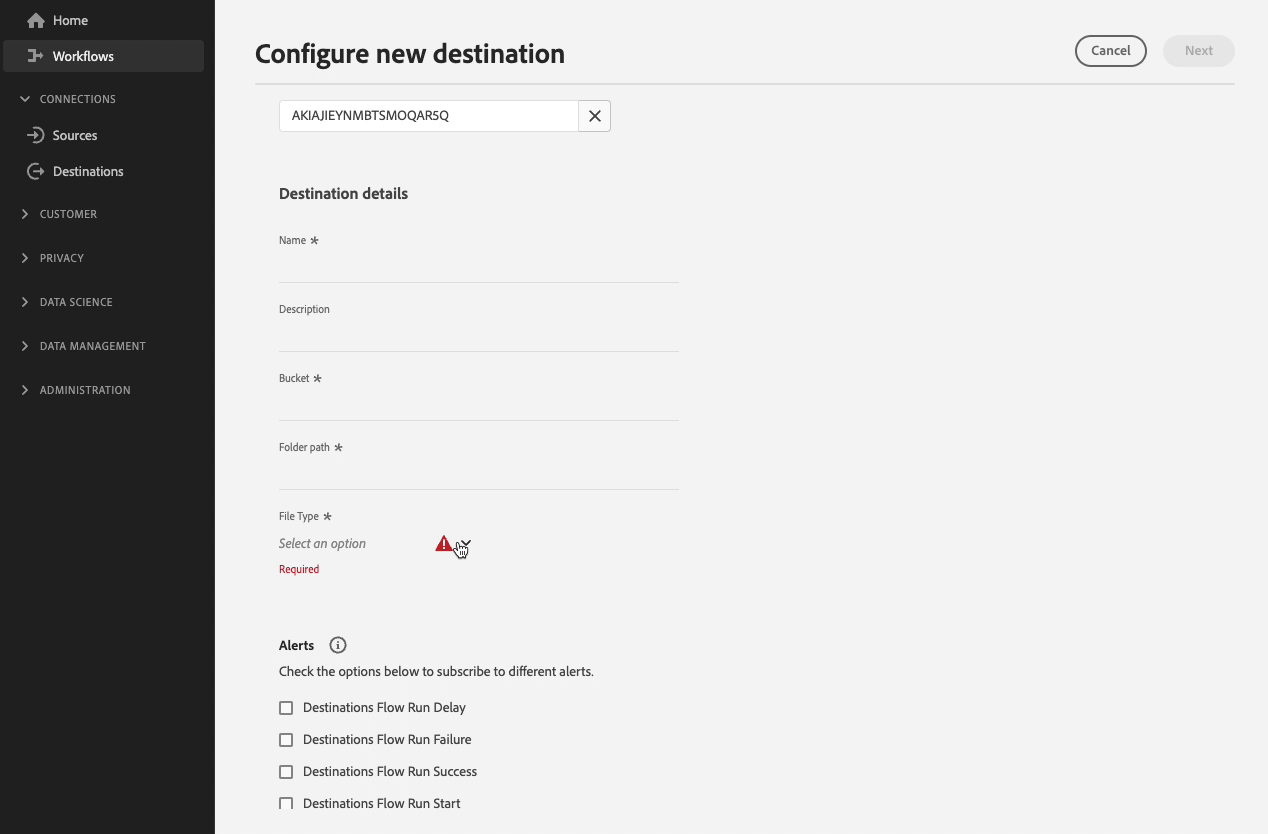 Home
Workflows
CONNECTIONS
Sources
Destinations
CUSTOMER
PRIVACY
DATA SCIENCE
DATA MANAGEMENT
ADMINISTRATION
Configure new destination
Cancel
Next
AKIAJIEYNMBTSMOQAR5Q
Destination details
Name *
Description
Bucket *
Folder path *
File Type *
Select an option
Required
Alerts
Check the options below to subscribe to different alerts.
Destinations Flow Run Delay
Destinations Flow Run Failure
Destinations Flow Run Success
Destinations Flow Run Start